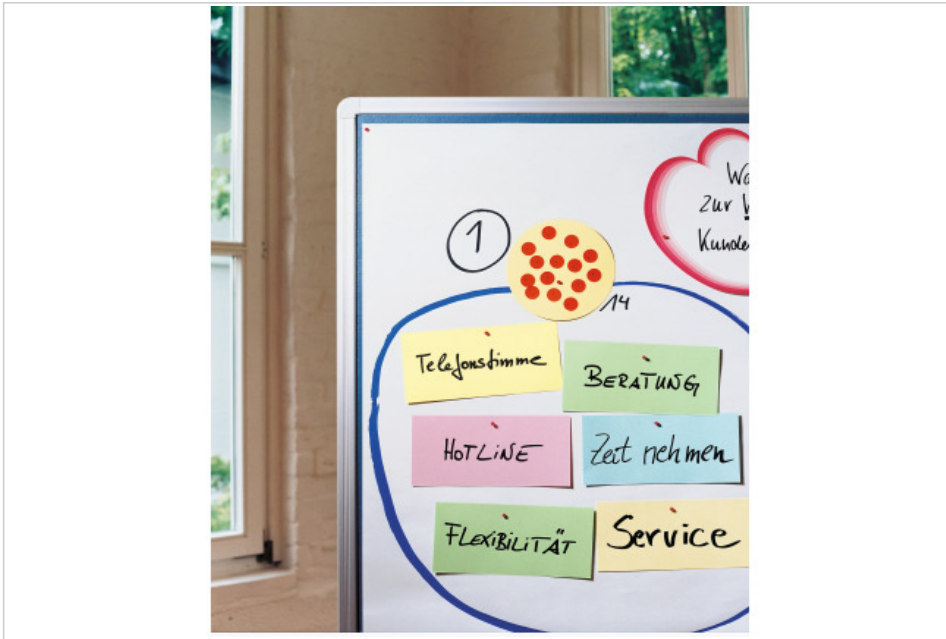 zur
1
14
Telefonstimme
BERATUNG
HOTLINE
Zeit nehmen
FLEXIBILITÄT
Service